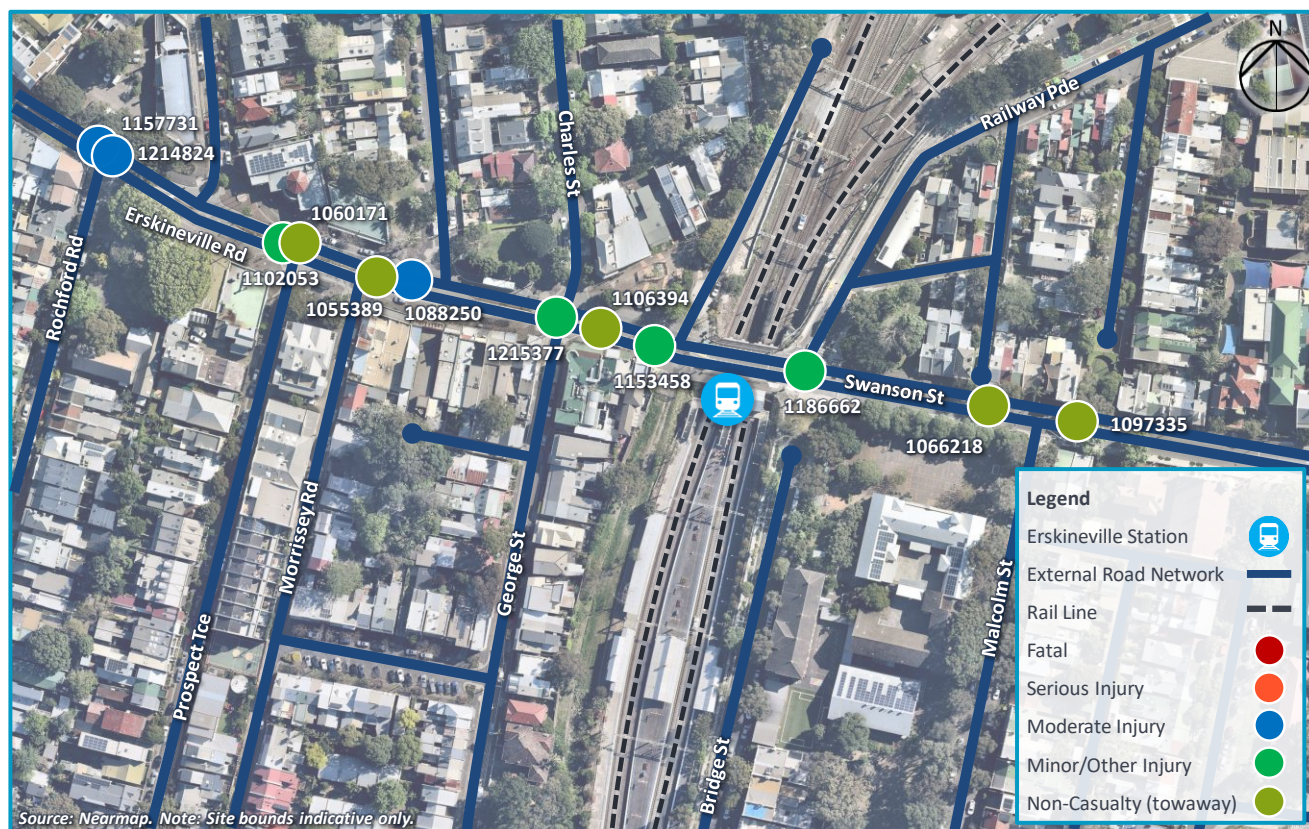 N
Railway Pde
1157731
1214824
Charles St
1060171
Erskineville Rd
Rochford Rd
1102053
1055389
1088250
1106394
1215377
1153458
1186662
Swanson St
1066218
1097335
Morrissey Rd
George St
Prospect Tce
Bridge St
Malcolm St
Legend
Erskineville Station
External Road Network
Rail Line
Fatal
Serious Injury
Moderate Injury
Minor/Other Injury
Non-Casualty (towaway)
Source: Nearmap. Note: Site bounds indicative only.